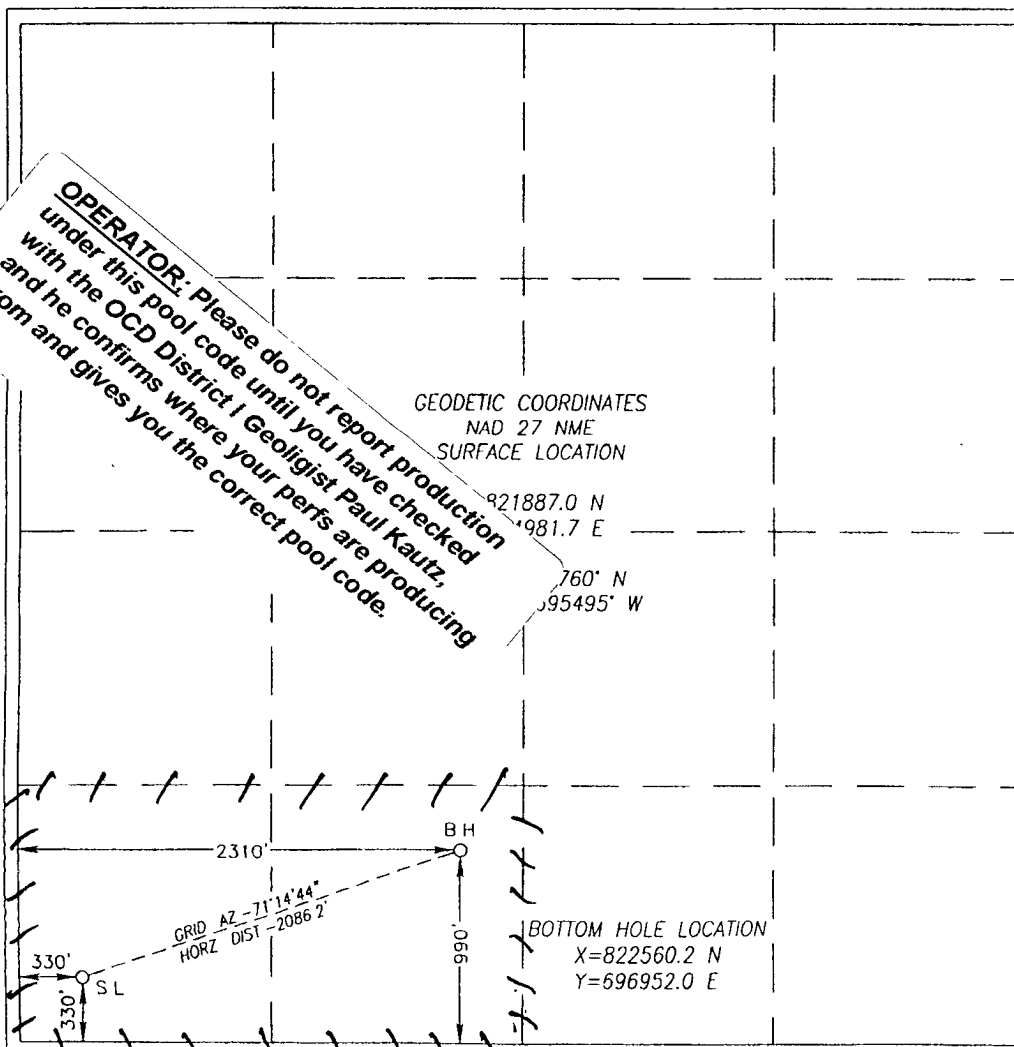 OPERATOR: Please do not report production
under this pool code until you have checked
with the OCD District I Geoligist Paul Kautz,
and he confirms where your perfs are producing
and gives you the correct pool code.
GEODETIC COORDINATES
NAD 27 NME
SURFACE LOCATION
821887.0 N
981.7 E
760° N
95495° W
BH
2310'
GRID AZ-71°14'44"
HORZ DIST-2086 2'
990'
330'
SL
330'
BOTTOM HOLE LOCATION
X=822560.2 N
Y=696952.0 E